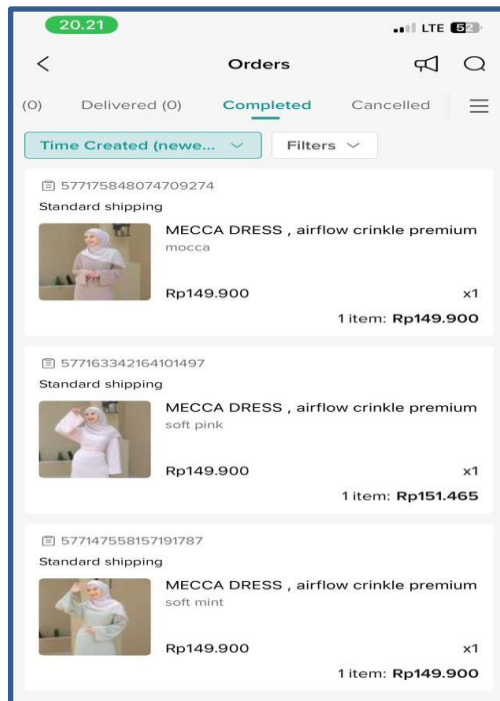 20.21
LTE 52
Orders
(0) Delivered (0) Completed Cancelled
Time Created (newe... Filters
577175848074709274
Standard shipping
MECCA DRESS , airflow crinkle premium
mocca
Rp149.900 x1
1 item: Rp149.900
577163342164101497
Standard shipping
MECCA DRESS , airflow crinkle premium
soft pink
Rp149.900 x1
1 item: Rp151.465
577147558157191787
Standard shipping
MECCA DRESS , airflow crinkle premium
soft mint
Rp149.900 x1
1 item: Rp149.900